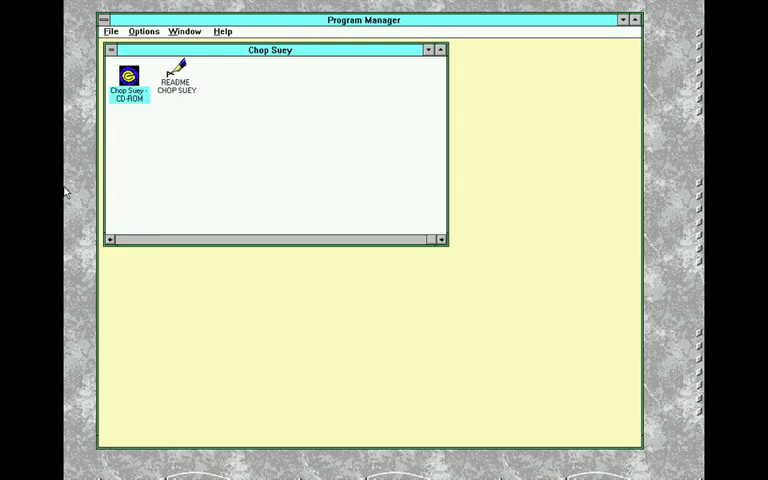 Program Manager
File Options Window Help
Chop Suey
Chop Suey -
CD-ROM
README
CHOP SUEY